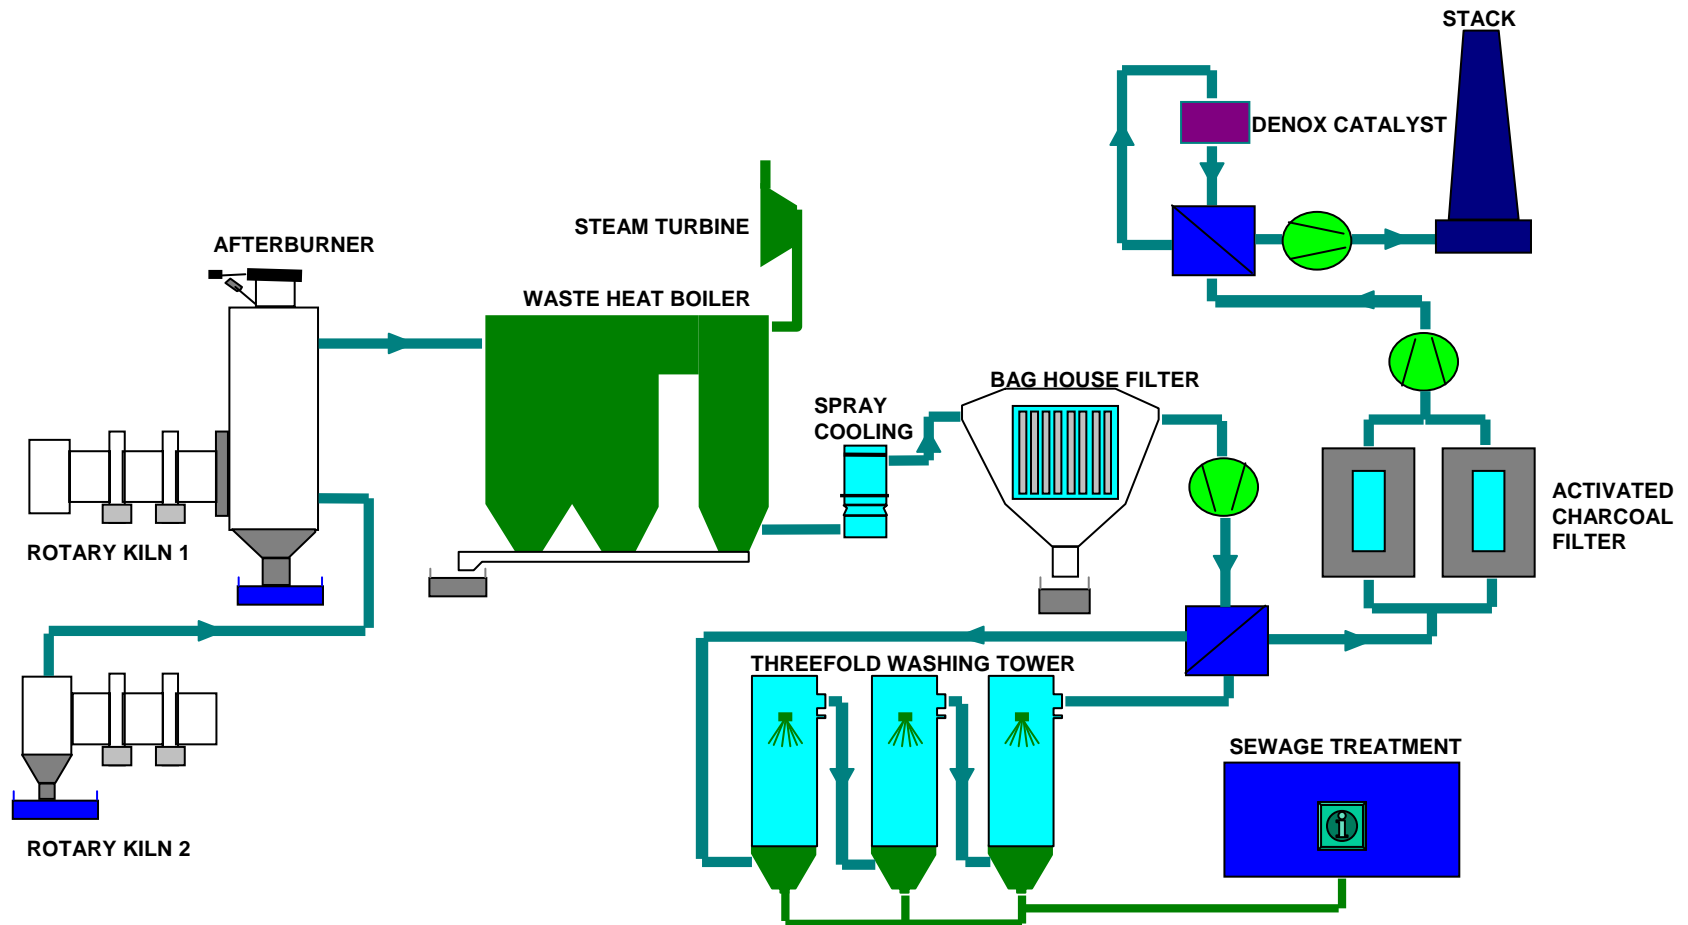 STACK
DENOX CATALYST
STEAM TURBINE
AFTERBURNER
WASTE HEAT BOILER
BAG HOUSE FILTER
SPRAY
COOLING
ACTIVATED
CHARCOAL
FILTER
ROTARY KILN 1
THREEFOLD WASHING TOWER
SEWAGE TREATMENT
i
ROTARY KILN 2